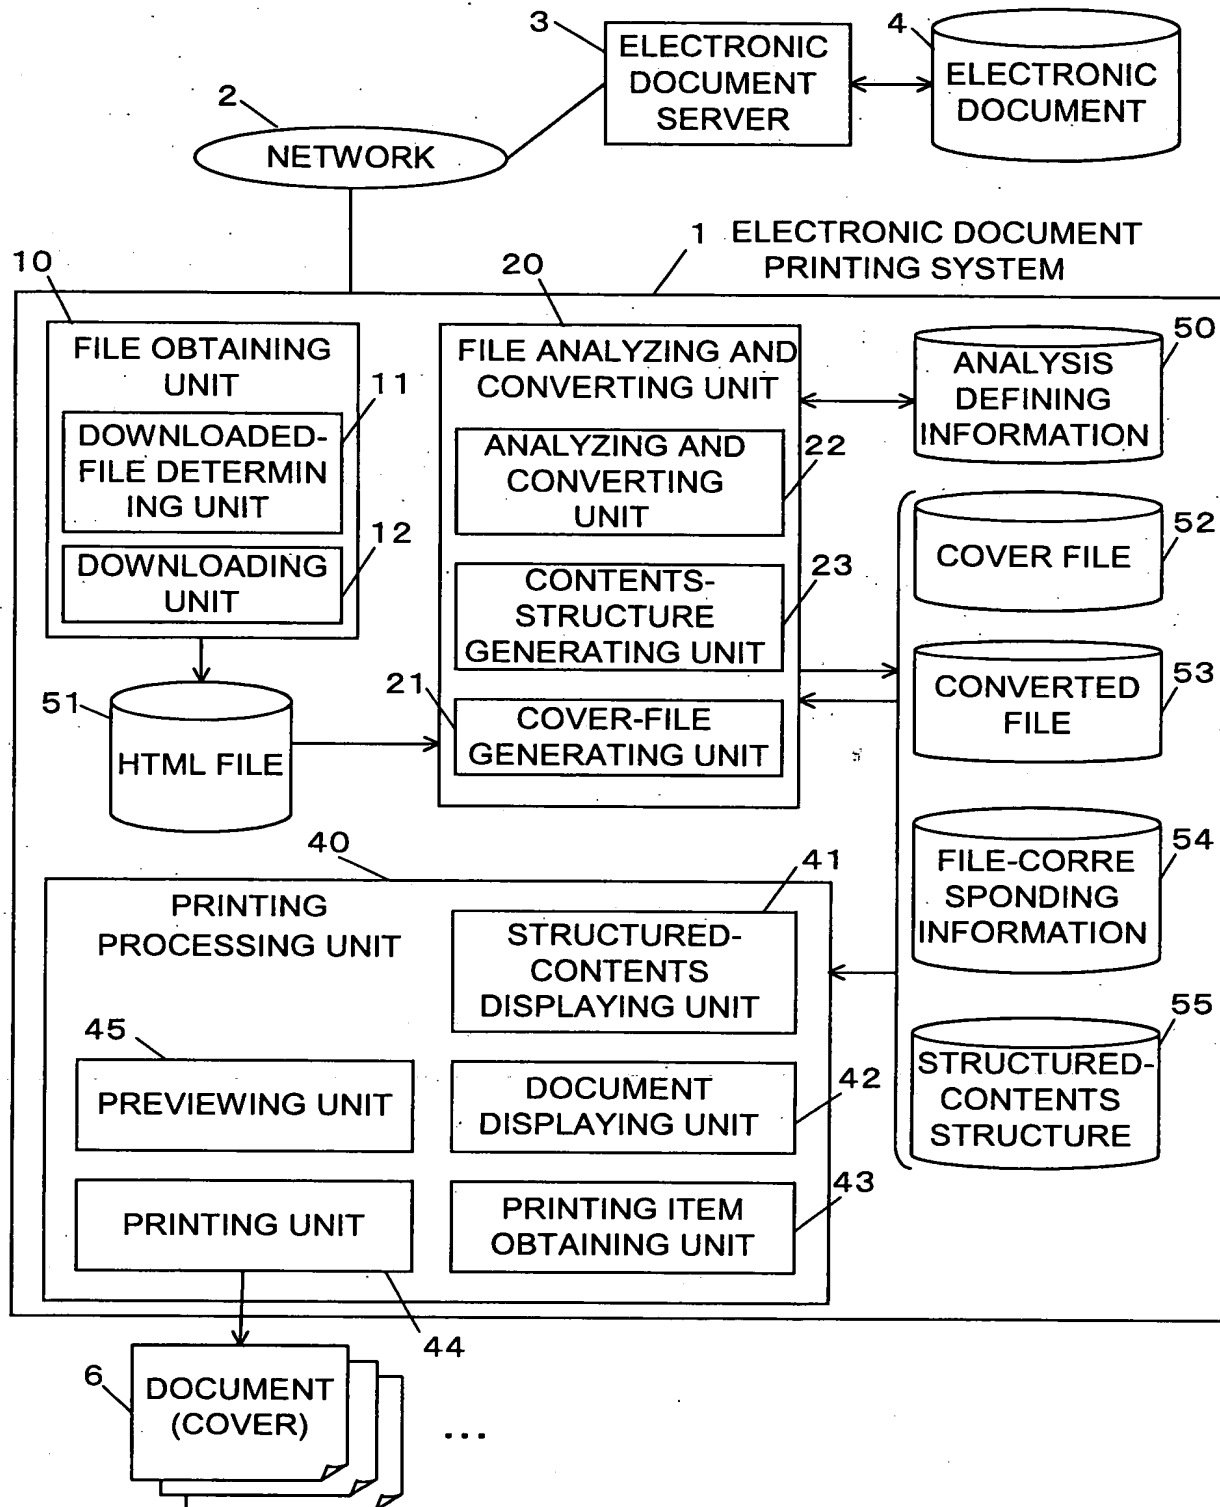 3
ELECTRONIC
DOCUMENT
SERVER
4
ELECTRONIC
DOCUMENT
2
NETWORK
1 ELECTRONIC DOCUMENT
PRINTING SYSTEM
10
FILE OBTAINING
UNIT
11
DOWNLOADED-
FILE DETERMIN
ING UNIT
12
DOWNLOADING
UNIT
20
FILE ANALYZING AND
CONVERTING UNIT
ANALYZING AND
CONVERTING
UNIT
22
CONTENTS-
STRUCTURE
GENERATING UNIT
23
21
COVER-FILE
GENERATING UNIT
50
ANALYSIS
DEFINING
INFORMATION
52
COVER FILE
53
CONVERTED
FILE
54
FILE-CORRE
SPONDING
INFORMATION
55
STRUCTURED-
CONTENTS
STRUCTURE
51
HTML FILE
40
PRINTING
PROCESSING UNIT
41
STRUCTURED-
CONTENTS
DISPLAYING UNIT
45
PREVIEWING UNIT
42
DOCUMENT
DISPLAYING UNIT
PRINTING UNIT
43
PRINTING ITEM
OBTAINING UNIT
44
6
DOCUMENT
(COVER)
...